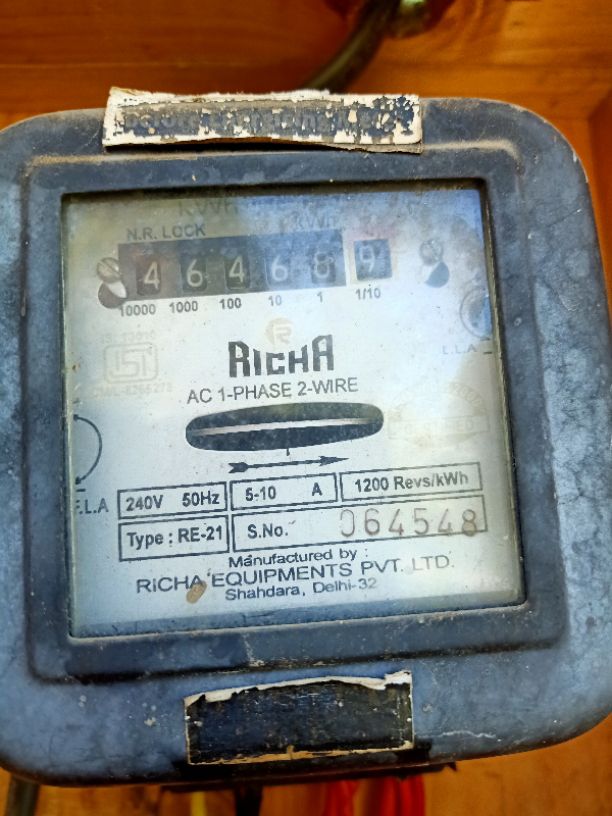 kWh
N.R. LOCK
4 6 4 6 8 9
10000 1000 100 10 1 1/10
R
RICHA
AC 1-PHASE 2-WIRE
240V 50Hz
5-10 A
1200 Revs/kWh
Type : RE-21
S.No. 064548
Manufactured by :
RICHA EQUIPMENTS PVT. LTD.
Shahdara, Delhi-32